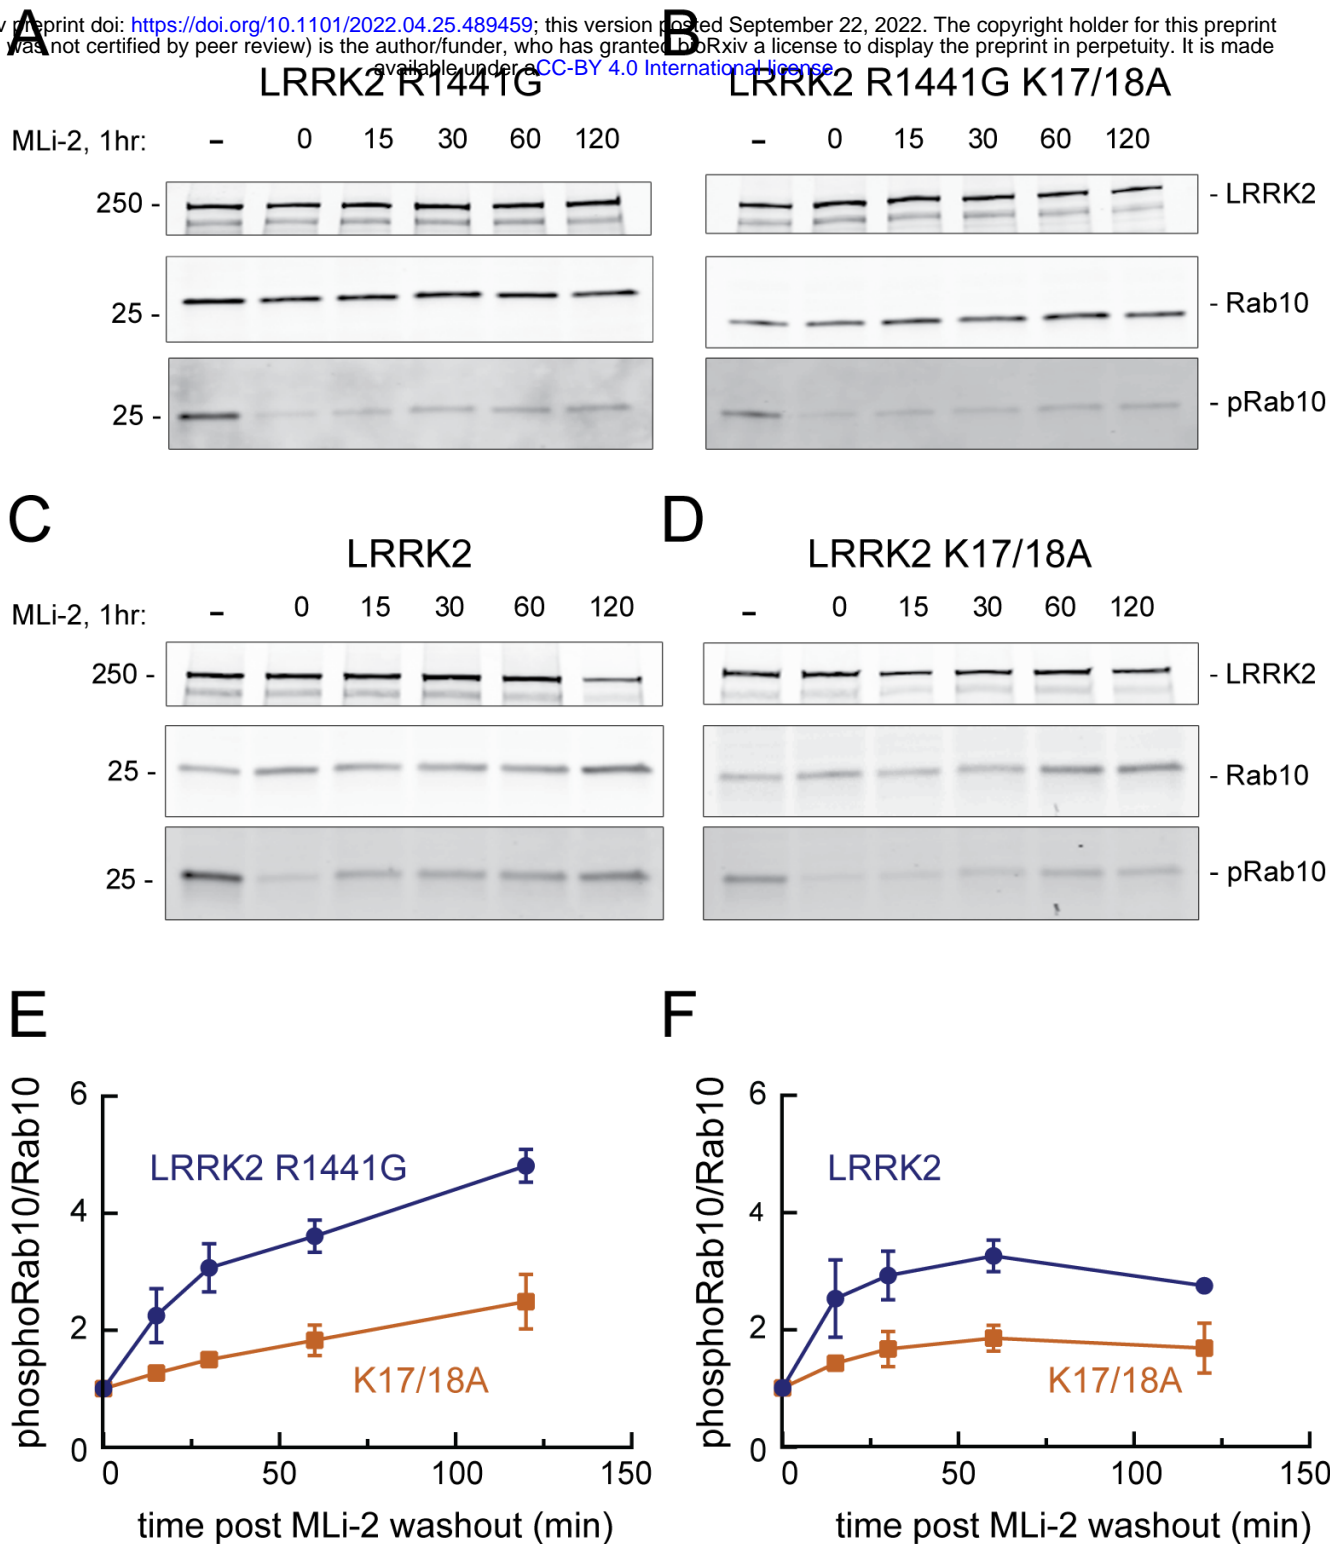 preprint doi: https://doi.org/10.1101/2022.04.25.489459; this version posted September 22, 2022. The copyright holder for this preprint
was not certified by peer review) is the author/funder, who has granted bioRxiv a license to display the preprint in perpetuity. It is made
available under aCC-BY 4.0 International license.
A
B
LRRK2 R1441G
LRRK2 R1441G K17/18A
MLi-2, 1hr: – 0 15 30 60 120
– 0 15 30 60 120
250 -
- LRRK2
25 -
- Rab10
25 -
- pRab10
C
D
LRRK2
LRRK2 K17/18A
MLi-2, 1hr: – 0 15 30 60 120
– 0 15 30 60 120
250 -
- LRRK2
25 -
- Rab10
25 -
- pRab10
E
phosphoRab10/Rab10
6
4
2
0
LRRK2 R1441G
K17/18A
0 50 100 150
time post MLi-2 washout (min)
F
phosphoRab10/Rab10
6
4
2
0
LRRK2
K17/18A
0 50 100 150
time post MLi-2 washout (min)